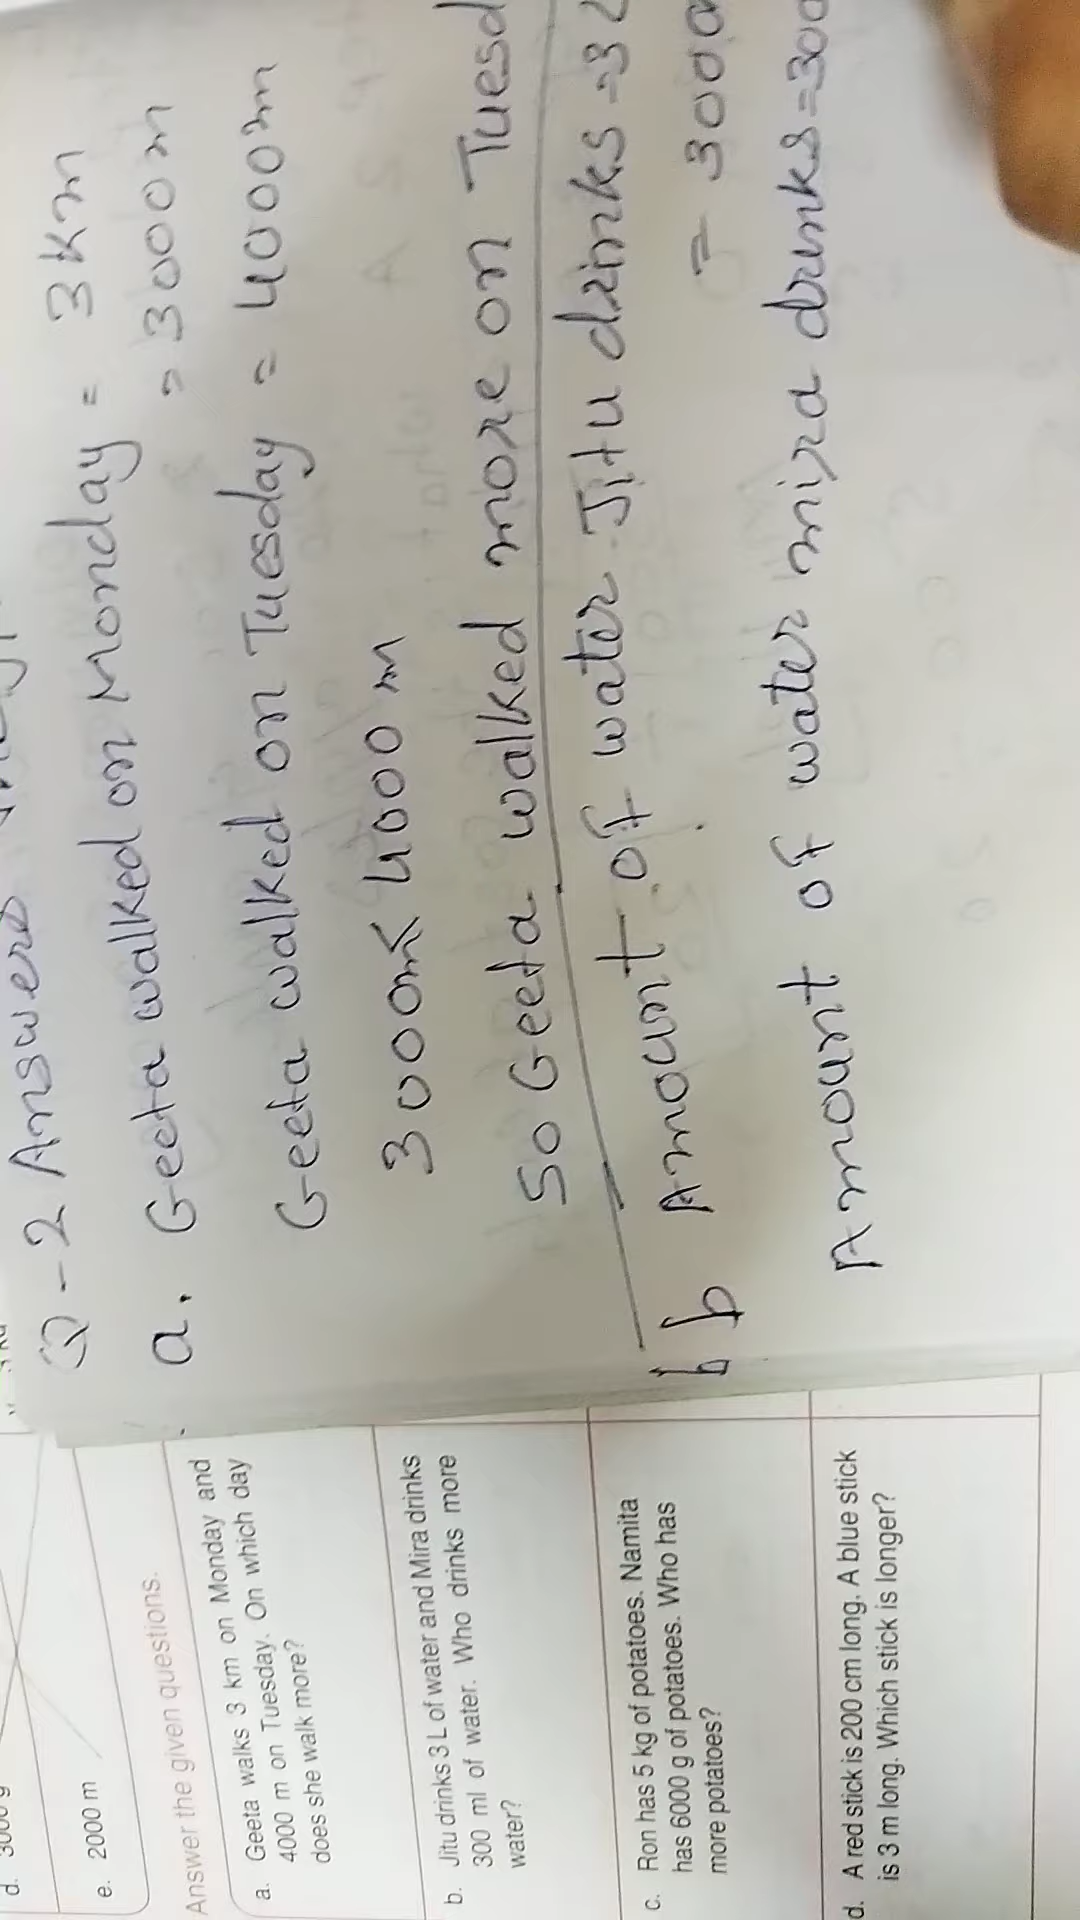 Q-2 Answers
a. Geeta walked on Monday = 3 Km
= 3000 m
Geeta walked on Tuesday = 4000 m
3000m < 4000 m
So Geeta walked more on Tuesd
b b Amount of water Jitu drinks = 3 L
= 3000
Amount of water mira drinks = 300
d. 3000 g
e. 2000 m
Answer the given questions.
a. Geeta walks 3 km on Monday and
4000 m on Tuesday. On which day
does she walk more?
b. Jitu drinks 3 L of water and Mira drinks
300 ml of water. Who drinks more
water?
c. Ron has 5 kg of potatoes. Namita
has 6000 g of potatoes. Who has
more potatoes?
d. A red stick is 200 cm long. A blue stick
is 3 m long. Which stick is longer?